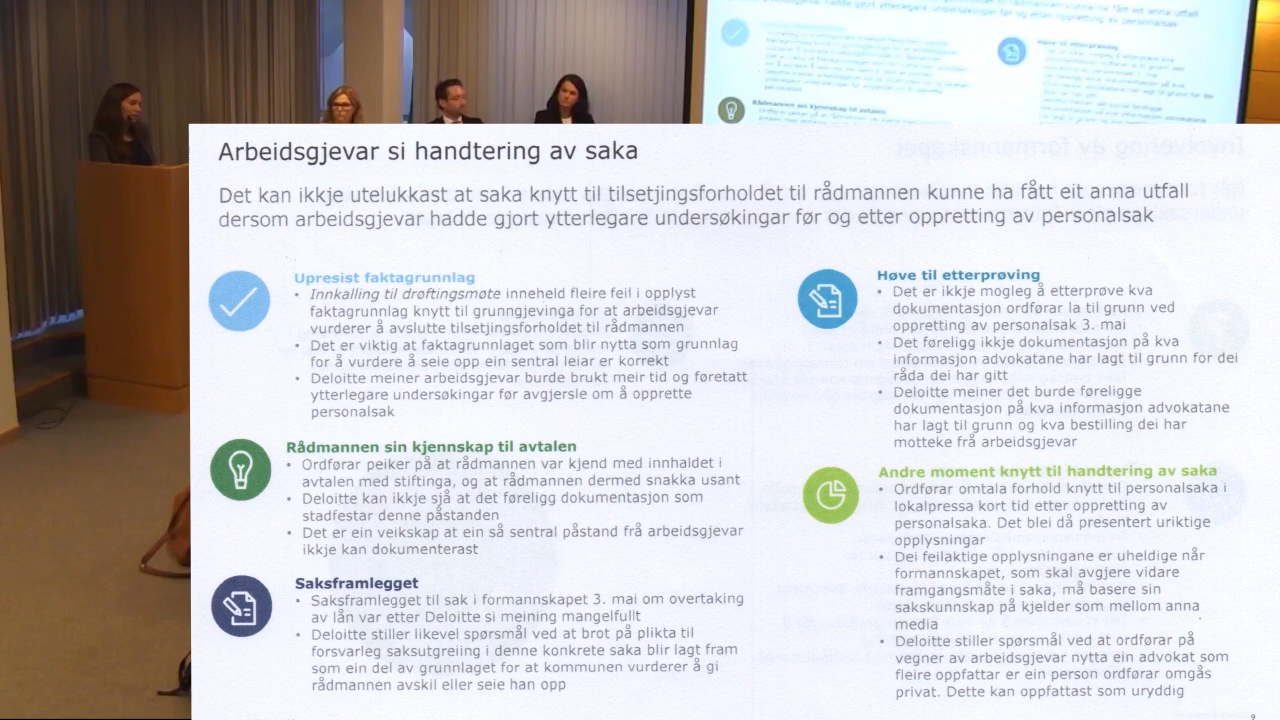 Arbeidsgjevar si handtering av saka
Det kan ikkje utelukkast at saka knytt til tilsetjingsforholdet til rådmannen kunne ha fått eit anna utfall
dersom arbeidsgjevar hadde gjort ytterlegare undersøkingar før og etter oppretting av personalsak
Upresist faktagrunnlag
• Innkalling til drøftingsmøte inneheld fleire feil i opplyst
faktagrunnlag knytt til grunngjevinga for at arbeidsgjevar
vurderer å avslutte tilsetjingsforholdet til rådmannen
• Det er viktig at faktagrunnlaget som blir nytta som grunnlag
for å vurdere å seie opp ein sentral leiar er korrekt
• Deloitte meiner arbeidsgjevar burde brukt meir tid og føretatt
ytterlegare undersøkingar før avgjersle om å opprette
personalsak
Rådmannen sin kjennskap til avtalen
• Ordførar peiker på at rådmannen var kjend med innhaldet i
avtalen med stiftinga, og at rådmannen dermed snakka usant
• Deloitte kan ikkje sjå at det føreligg dokumentasjon som
stadfestar denne påstanden
• Det er ein veikskap at ein så sentral påstand frå arbeidsgjevar
ikkje kan dokumenterast
Saksframlegget
• Saksframlegget til sak i formannskapet 3. mai om overtaking
av lån var etter Deloitte si meining mangelfullt
• Deloitte stiller likevel spørsmål ved at brot på plikta til
forsvarleg saksutgreiing i denne konkrete saka blir lagt fram
som ein del av grunnlaget for at kommunen vurderer å gi
rådmannen avskil eller seie han opp
Høve til etterprøving
• Det er ikkje mogleg å etterprøve kva
dokumentasjon ordførar la til grunn ved
oppretting av personalsak 3. mai
• Det føreligg ikkje dokumentasjon på kva
informasjon advokatane har lagt til grunn for dei
råda dei har gitt
• Deloitte meiner det burde føreligge
dokumentasjon på kva informasjon advokatane
har lagt til grunn og kva bestilling dei har
motteke frå arbeidsgjevar
Andre moment knytt til handtering av saka
• Ordførar omtala forhold knytt til personalsaka i
lokalpressa kort tid etter oppretting av
personalsaka. Det blei då presentert uriktige
opplysningar
• Dei feilaktige opplysningane er uheldige når
formannskapet, som skal avgjere vidare
framgangsmåte i saka, må basere sin
sakskunnskap på kjelder som mellom anna
media
• Deloitte stiller spørsmål ved at ordførar på
vegner av arbeidsgjevar nytta ein advokat som
fleire oppfattar er ein person ordførar omgås
privat. Dette kan oppfattast som uryddig
9